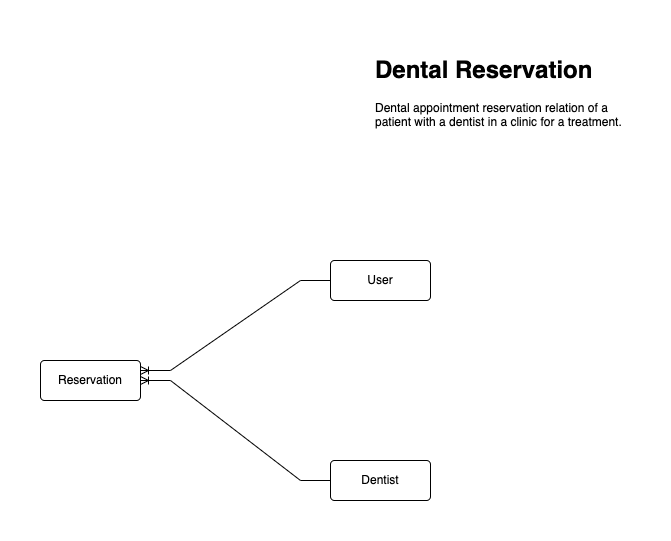 Dental Reservation
Dental appointment reservation relation of a
patient with a dentist in a clinic for a treatment.
User
Reservation
Dentist